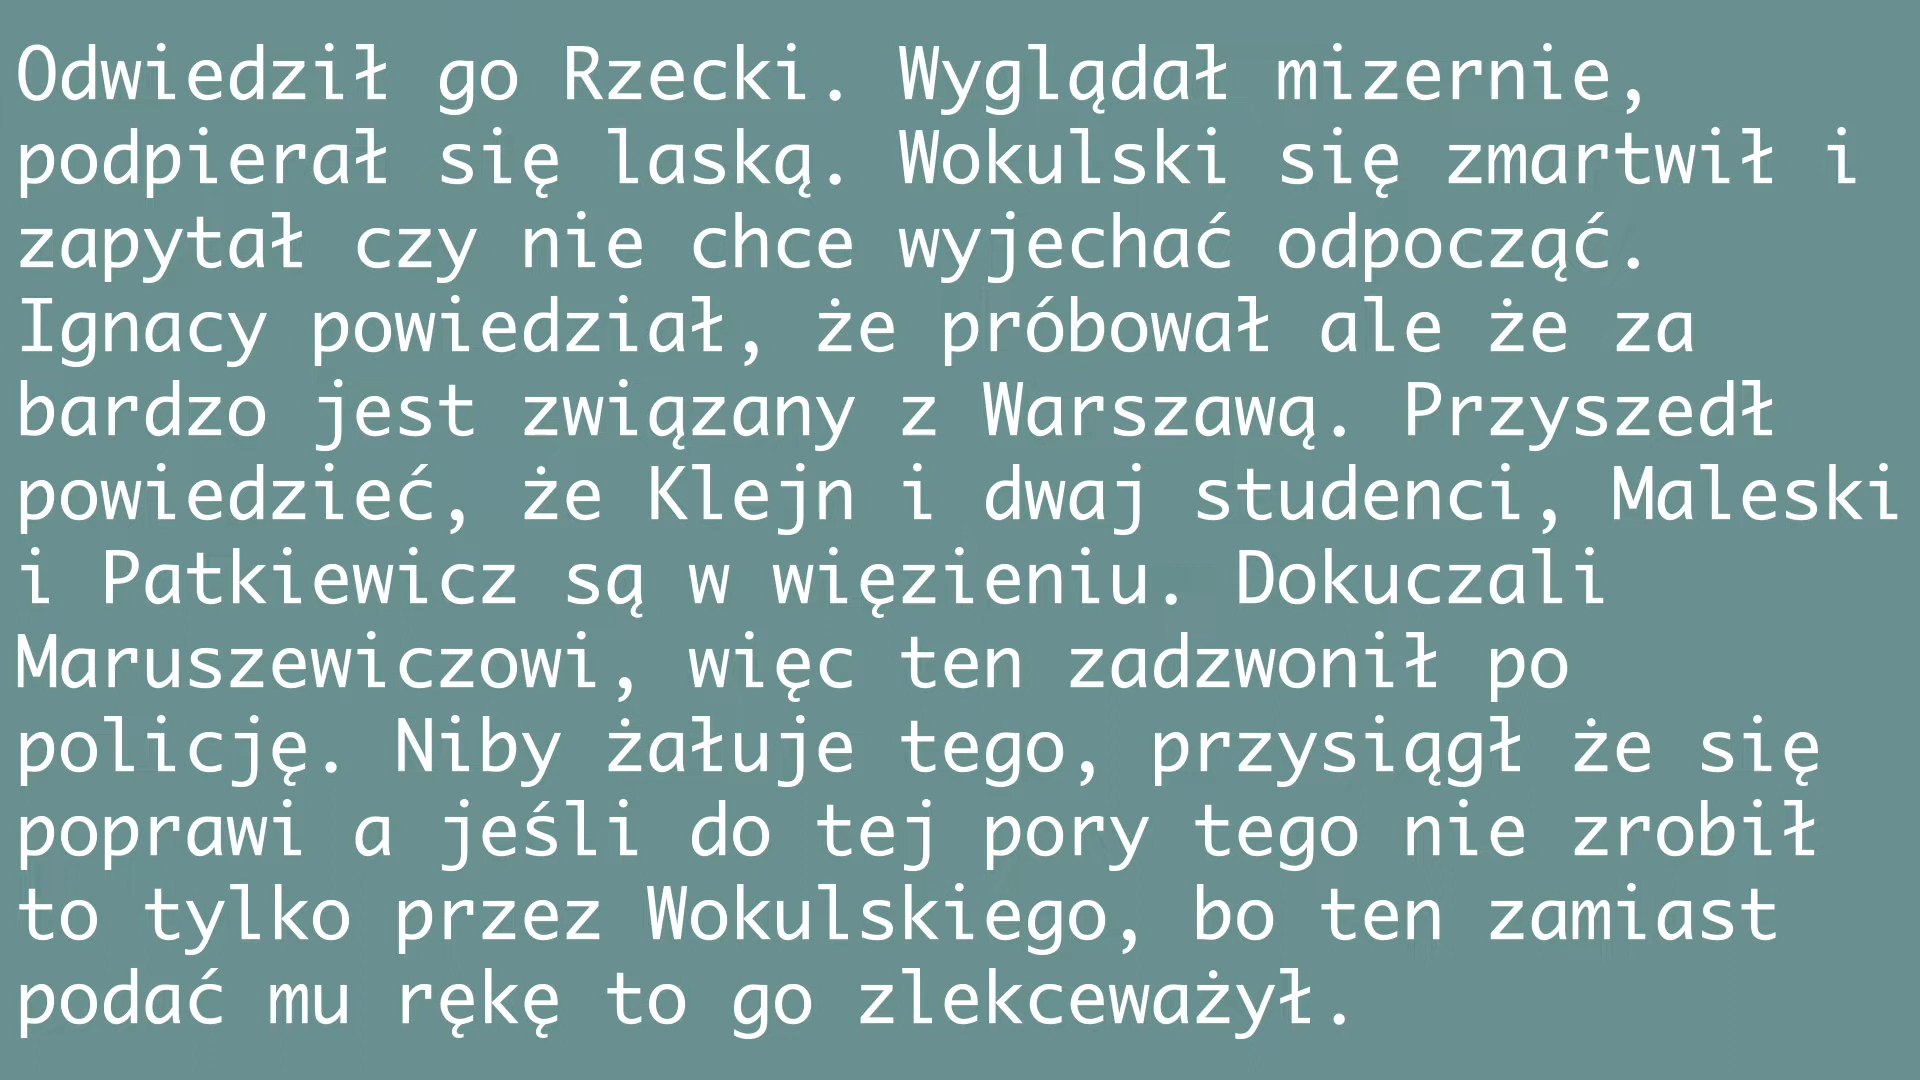 Odwiedził go Rzecki. Wyglądał mizernie,
podpierał się laską. Wokulski się zmartwił i
zapytał czy nie chce wyjechać odpocząć.
Ignacy powiedział, że próbował ale że za
bardzo jest związany z Warszawą. Przyszedł
powiedzieć, że Klejn i dwaj studenci, Maleski
i Patkiewicz są w więzieniu. Dokuczali
Maruszewiczowi, więc ten zadzwonił po
policję. Niby żałuje tego, przysiągł że się
poprawi a jeśli do tej pory tego nie zrobił
to tylko przez Wokulskiego, bo ten zamiast
podać mu rękę to go zlekceważył.